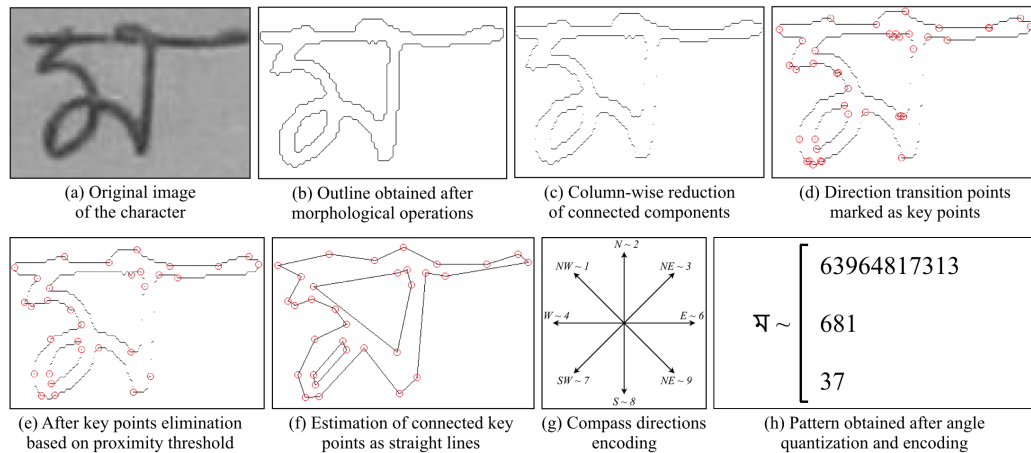 (a) Original image
of the character
(b) Outline obtained after
morphological operations
(c) Column-wise reduction
of connected components
(d) Direction transition points
marked as key points
(e) After key points elimination
based on proximity threshold
(f) Estimation of connected key
points as straight lines
N ~ 2
NW ~ 1
NE ~ 3
W ~ 4
E ~ 6
SW ~ 7
NE ~ 9
S ~ 8
(g) Compass directions
encoding
63964817313
ম ~ 681
37
(h) Pattern obtained after angle
quantization and encoding